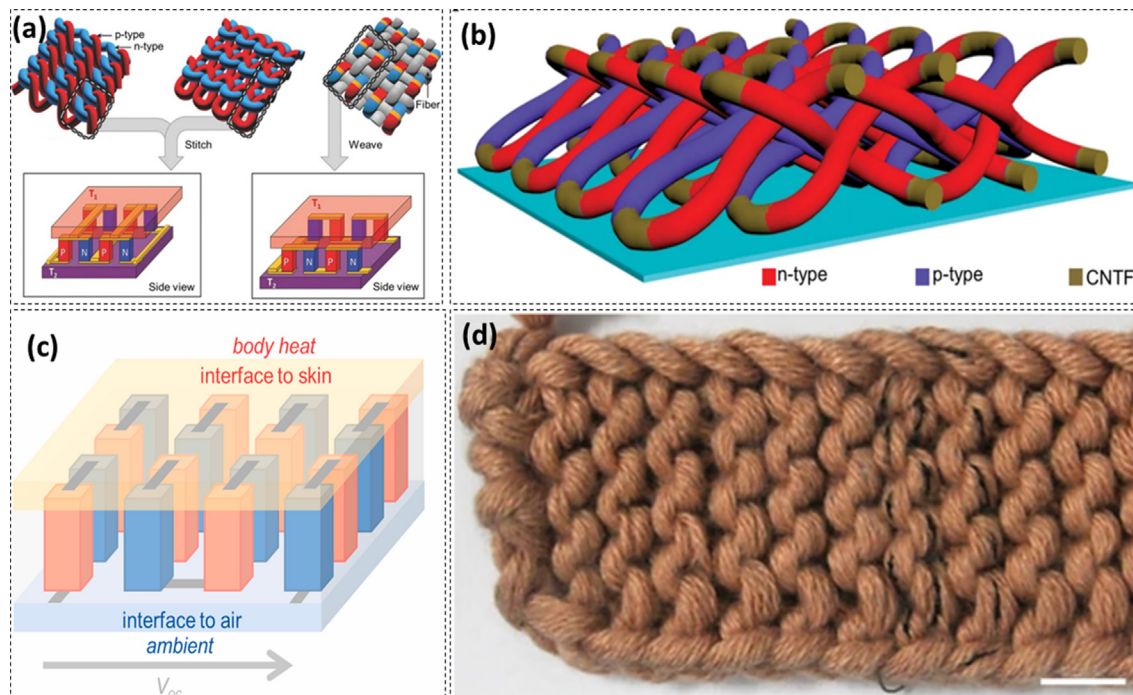 (a)
p-type
n-type
Fiber
Stitch
Weave
T1
P N P N
T2
Side view
T1
P N P N
T2
Side view
(b)
n-type p-type CNTF
(c)
body heat
interface to skin
interface to air
ambient
Voc
(d)